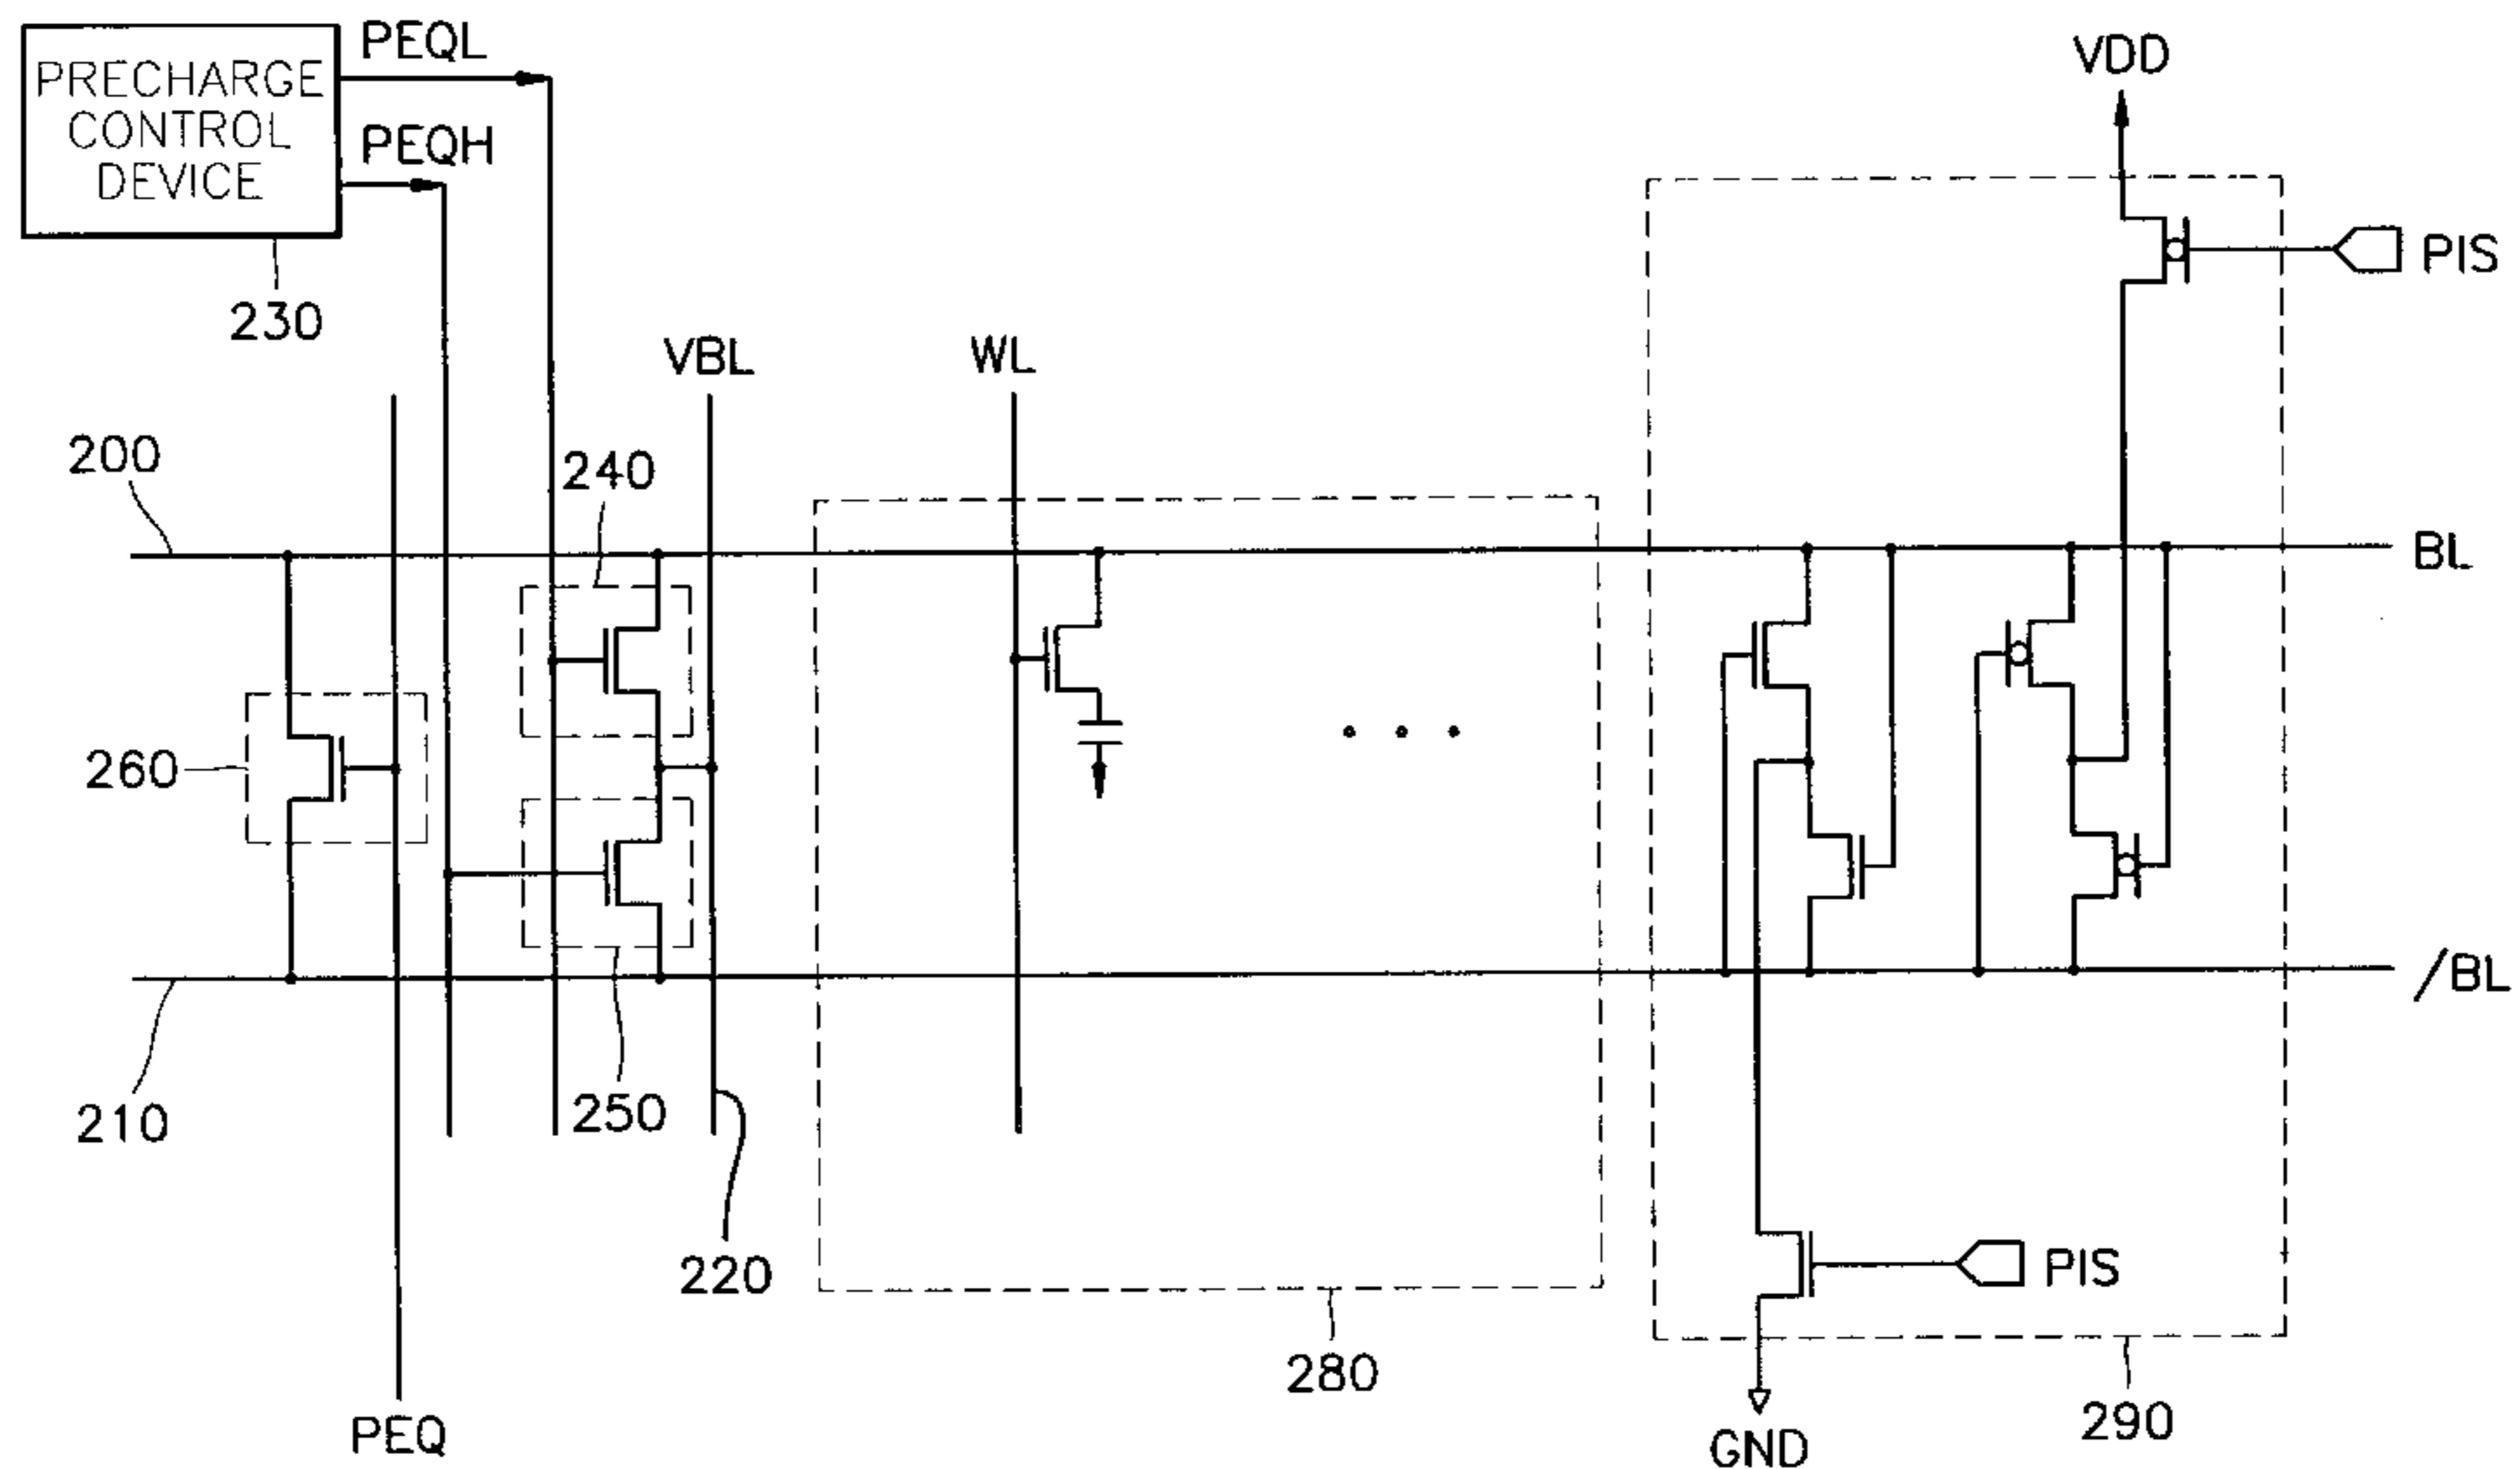 PEQL
PRECHARGE
CONTROL
DEVICE
PEQH
230
VDD
PIS
VBL
WL
200
240
BL
260
/BL
210
250
220
PIS
280
290
PEQ
GND